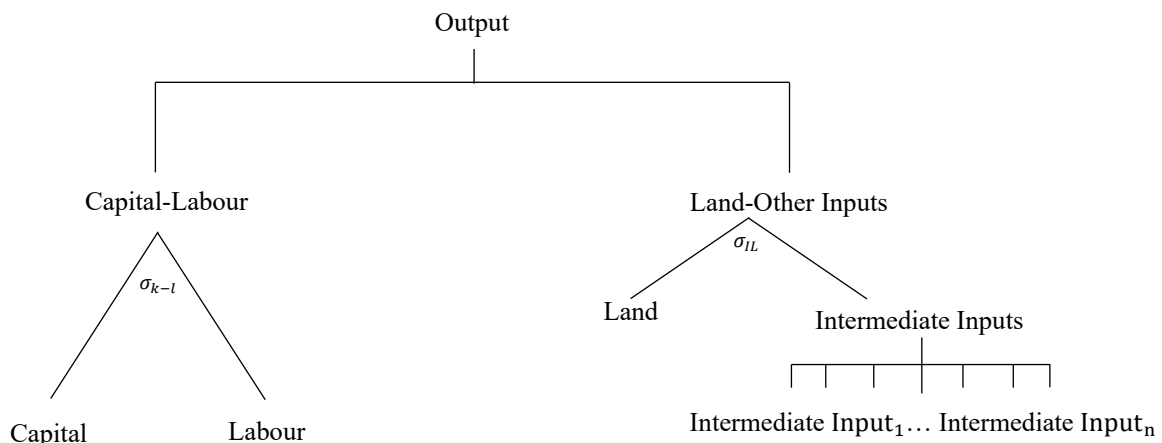 Output
Capital-Labour
Land-Other Inputs
σ_{IL}
σ_{k−l}
Land
Intermediate Inputs
Capital
Labour
Intermediate Input₁… Intermediate Inputₙ